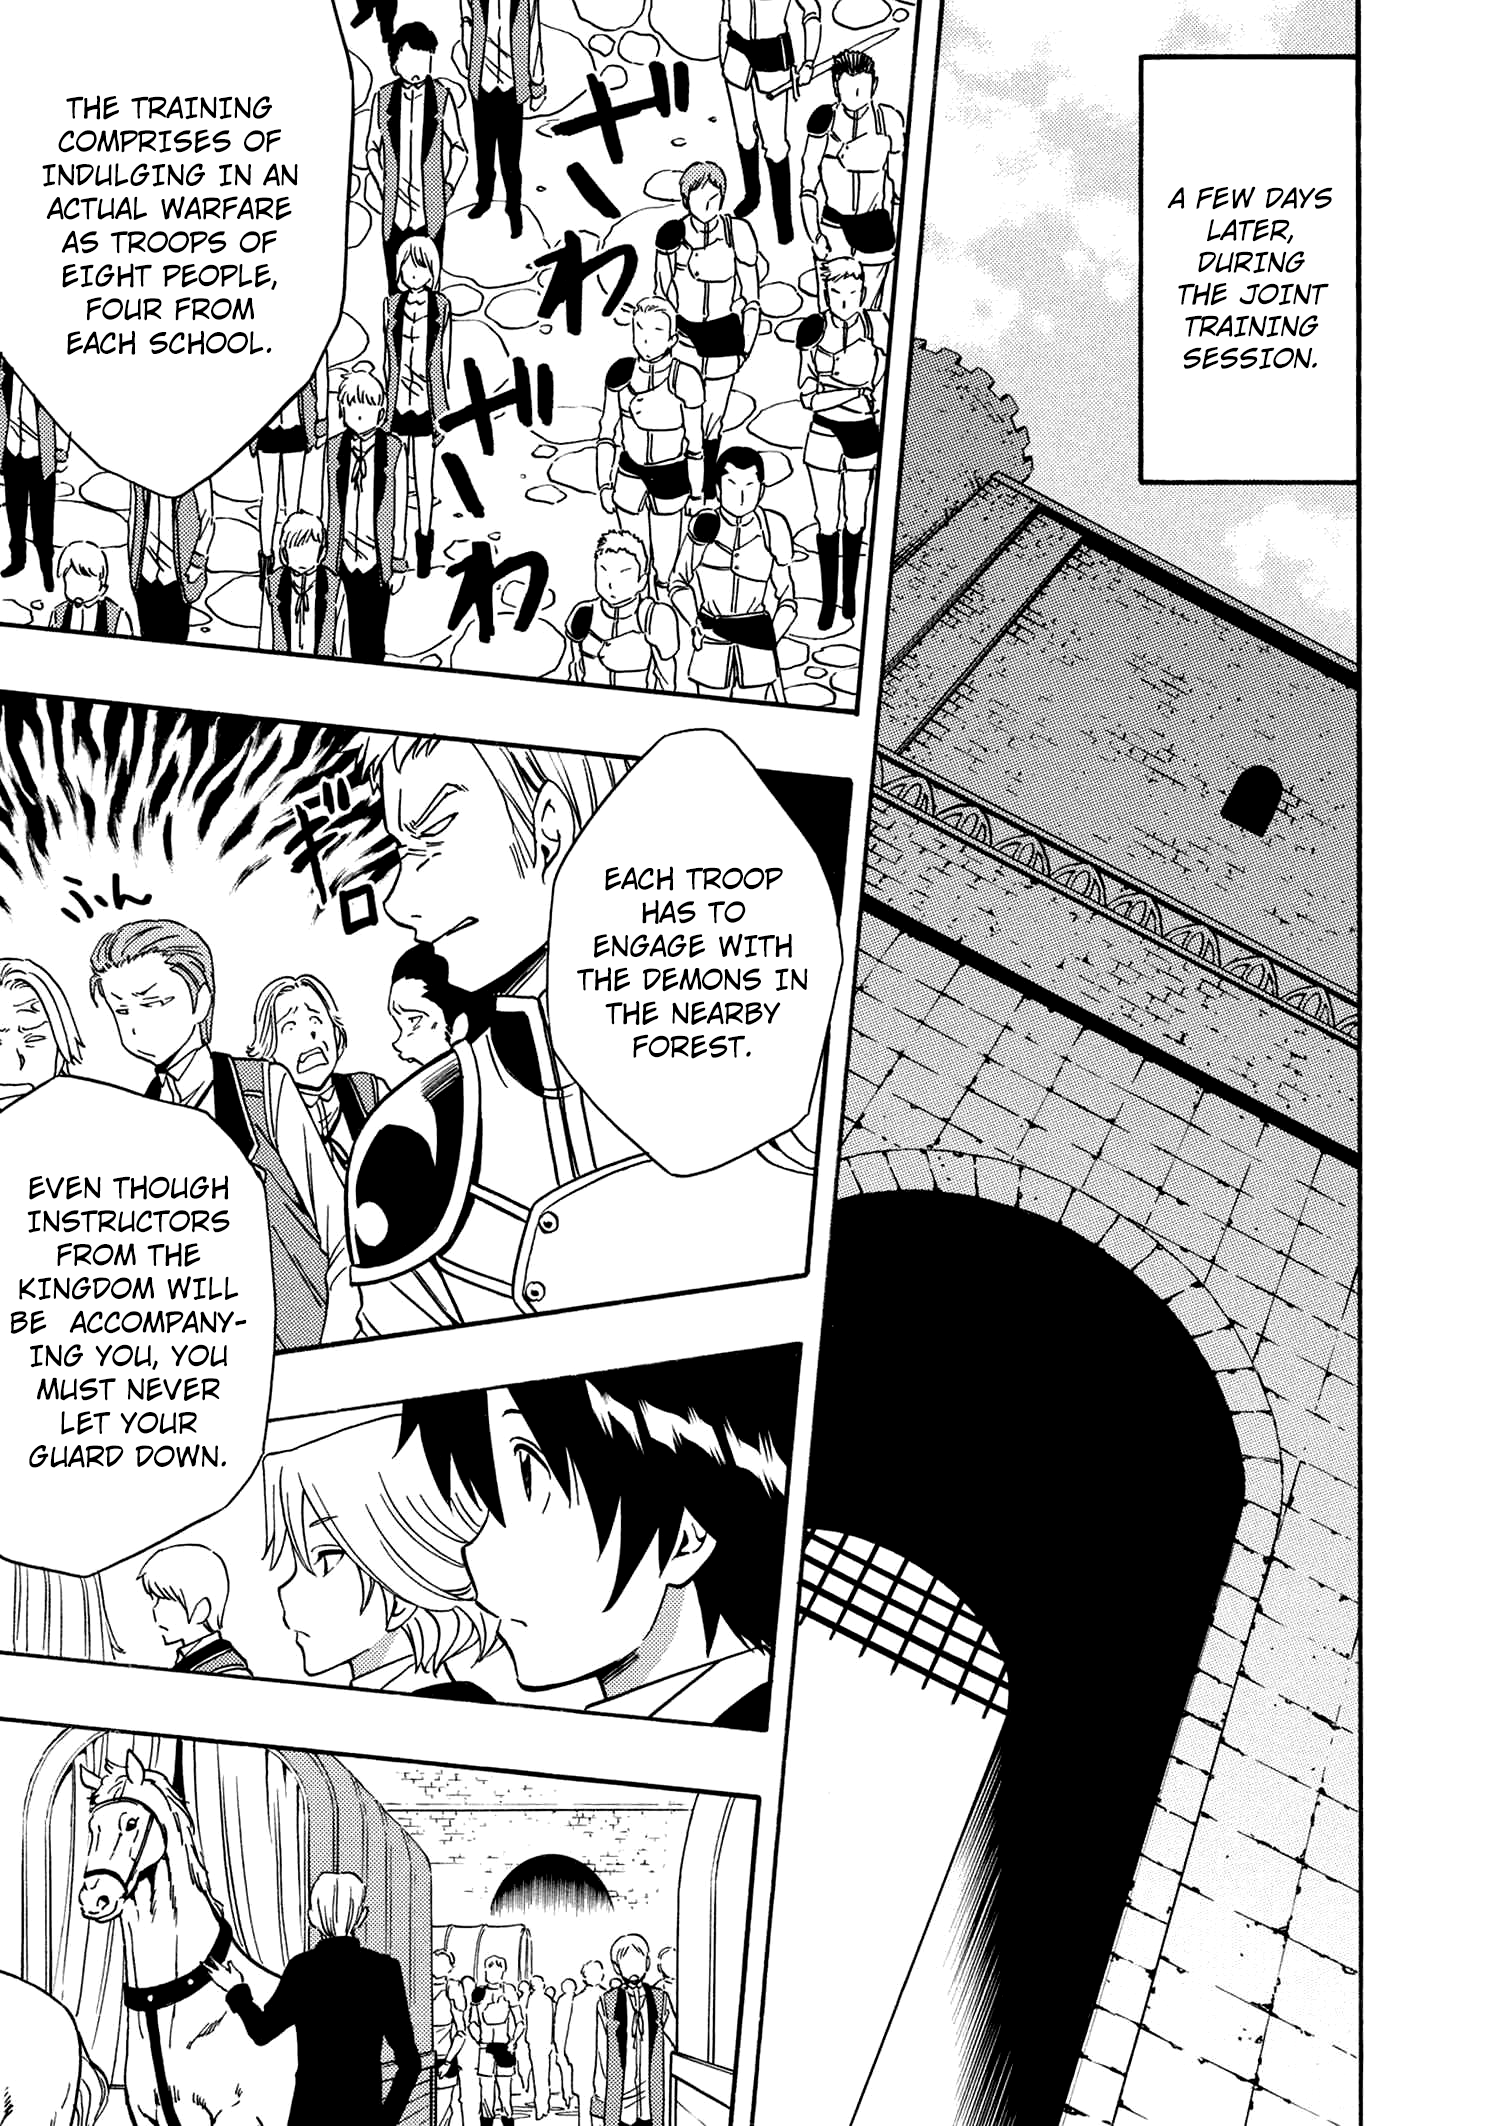 A FEW DAYS
LATER,
DURING
THE JOINT
TRAINING
SESSION.
THE TRAINING
COMPRISES OF
INDULGING IN AN
ACTUAL WARFARE
AS TROOPS OF
EIGHT PEOPLE,
FOUR FROM
EACH SCHOOL.
ざわ
ざわ
EACH TROOP
HAS TO
ENGAGE WITH
THE DEMONS IN
THE NEARBY
FOREST.
ギロ
ふん
EVEN THOUGH
INSTRUCTORS
FROM THE
KINGDOM WILL
BE ACCOMPANY-
ING YOU, YOU
MUST NEVER
LET YOUR
GUARD DOWN.